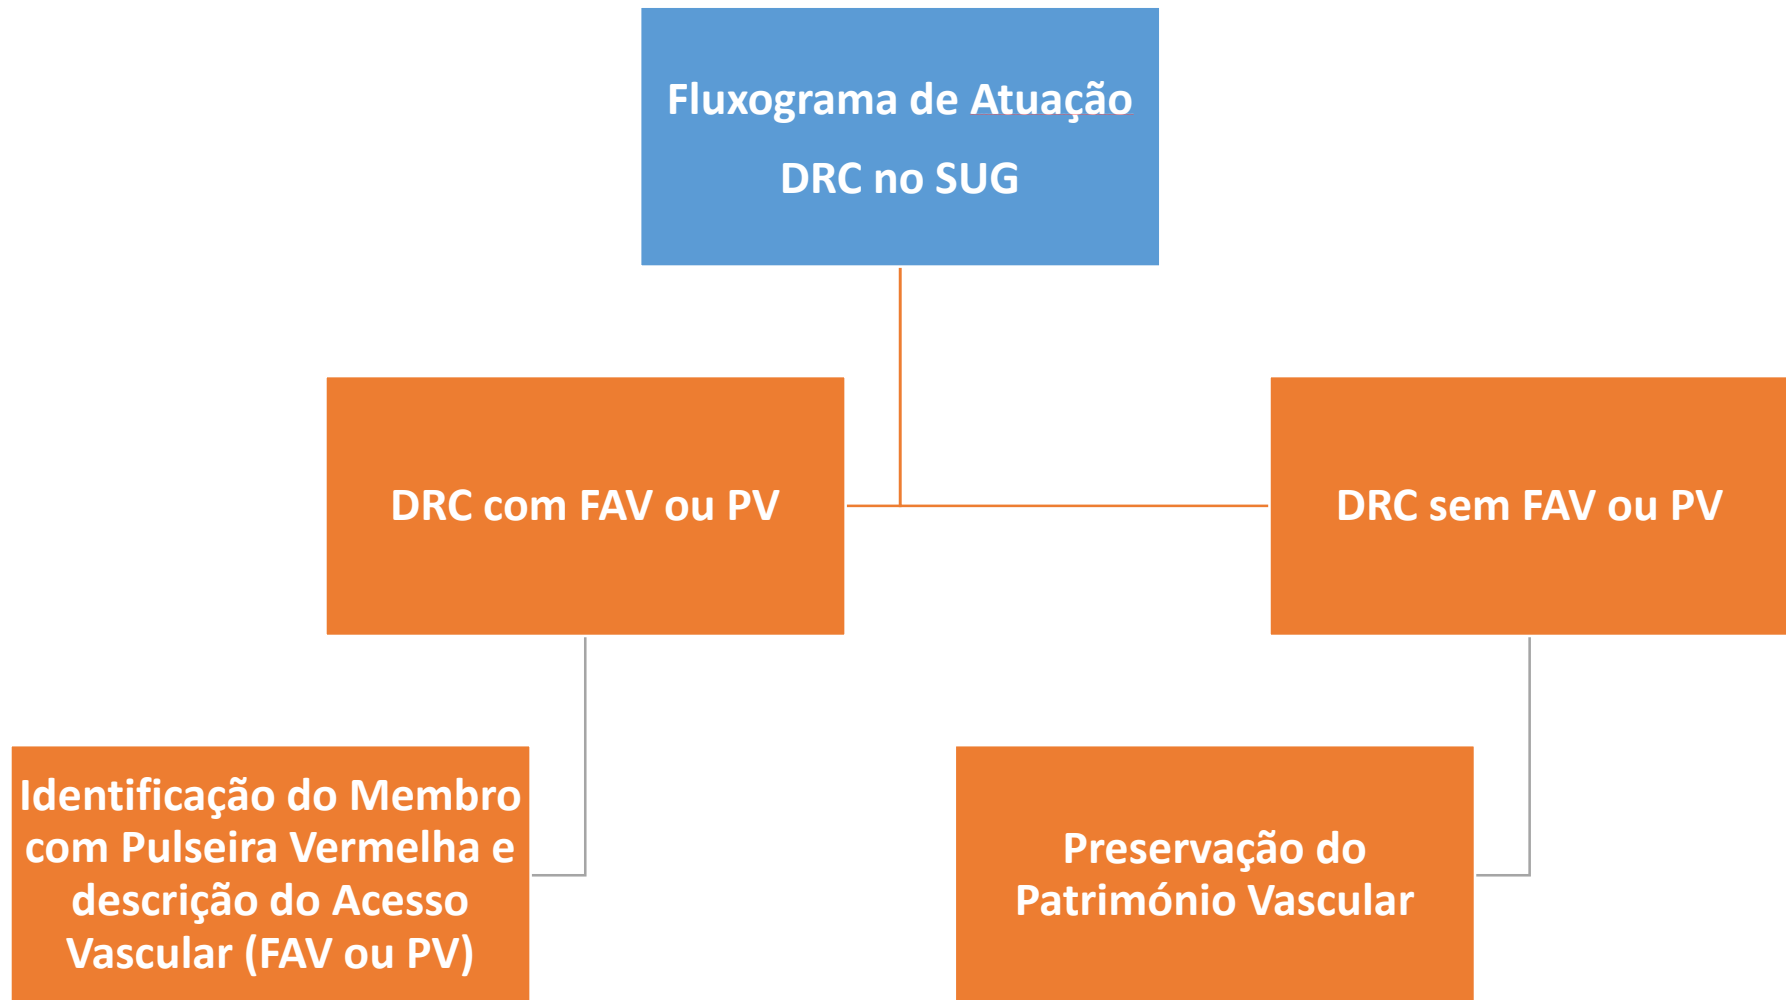 Fluxograma de Atuação
DRC no SUG
DRC com FAV ou PV
DRC sem FAV ou PV
Identificação do Membro
com Pulseira Vermelha e
descrição do Acesso
Vascular (FAV ou PV)
Preservação do
Património Vascular